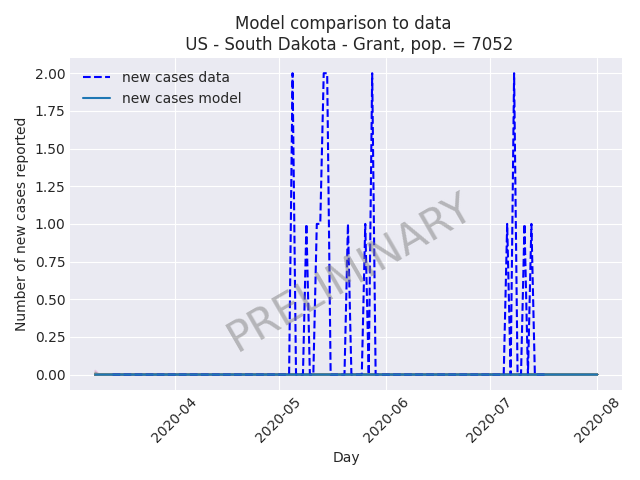 Model comparison to data
US - South Dakota - Grant, pop. = 7052
new cases data
new cases model
2.00
1.75
1.50
1.25
1.00
0.75
0.50
0.25
0.00
Number of new cases reported
PRELIMINARY
2020-04
2020-05
2020-06
2020-07
2020-08
Day